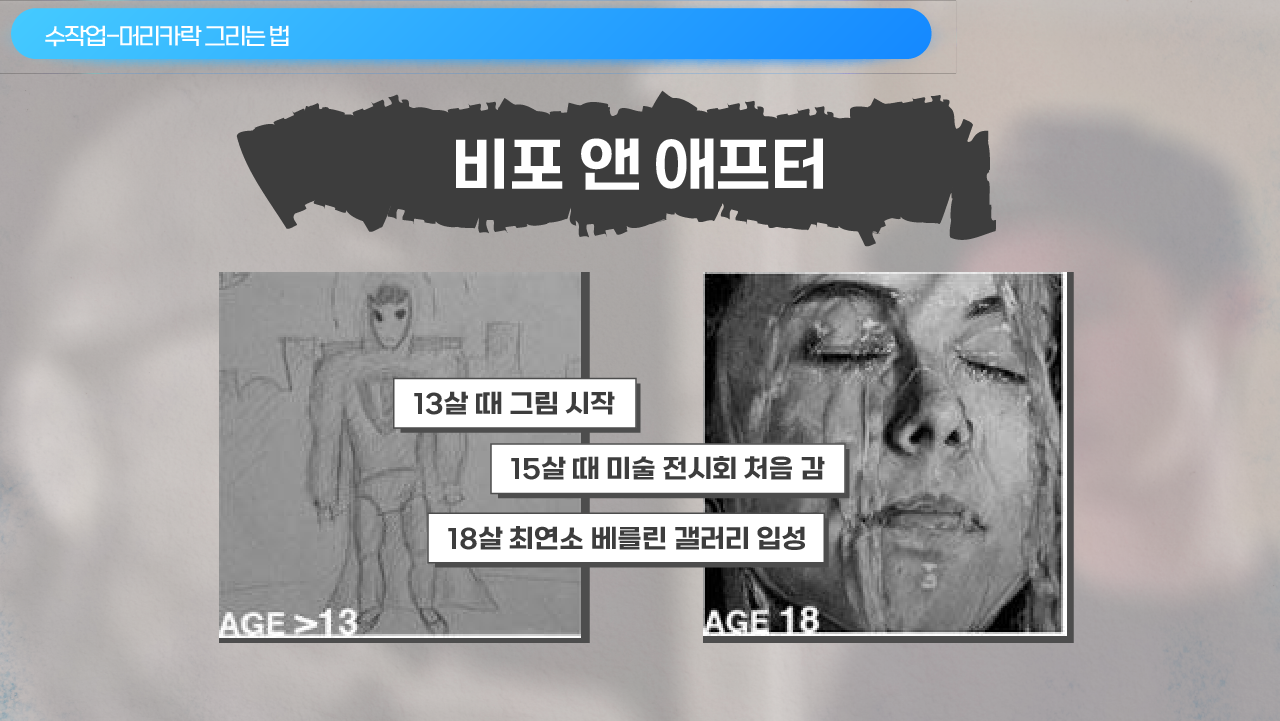 수작업-머리카락 그리는 법
비포 앤 애프터
13살 때 그림 시작
15살 때 미술 전시회 처음 감
18살 최연소 베를린 갤러리 입성
AGE >13
AGE 18